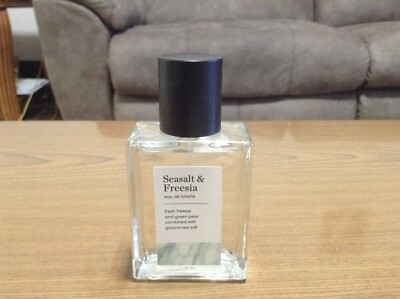 Seasalt &
Freesia
eau de toilette
fresh freesia
and green pear
combined with
ground sea salt